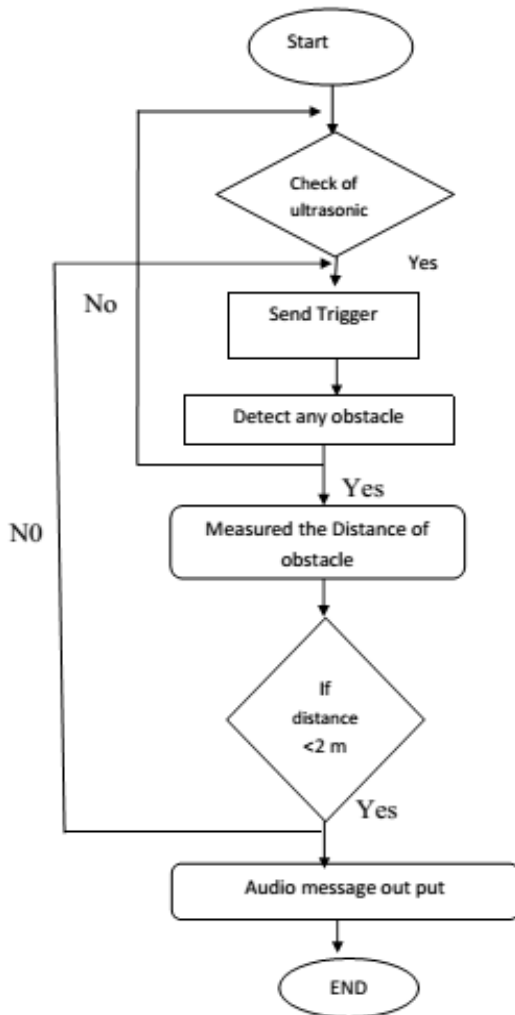 Start
Check of
ultrasonic
Yes
No
Send Trigger
Detect any obstacle
Yes
N0
Measured the Distance of
obstacle
If
distance
<2 m
Yes
Audio message out put
END